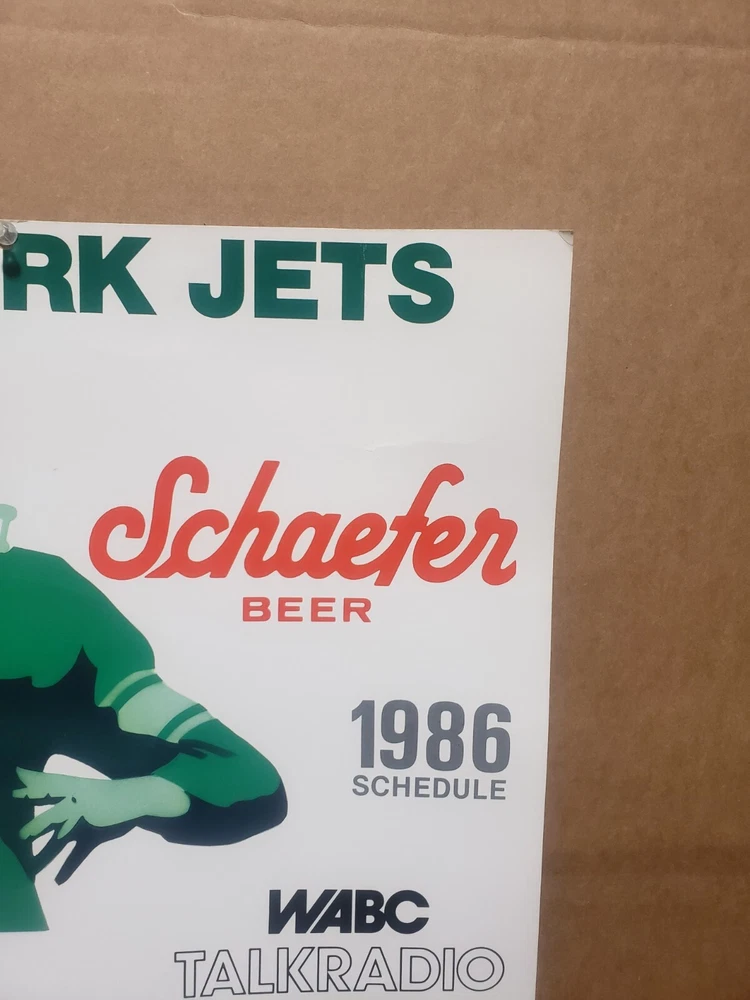 RK JETS
Schaefer
BEER
1986
SCHEDULE
WABC
TALKRADIO